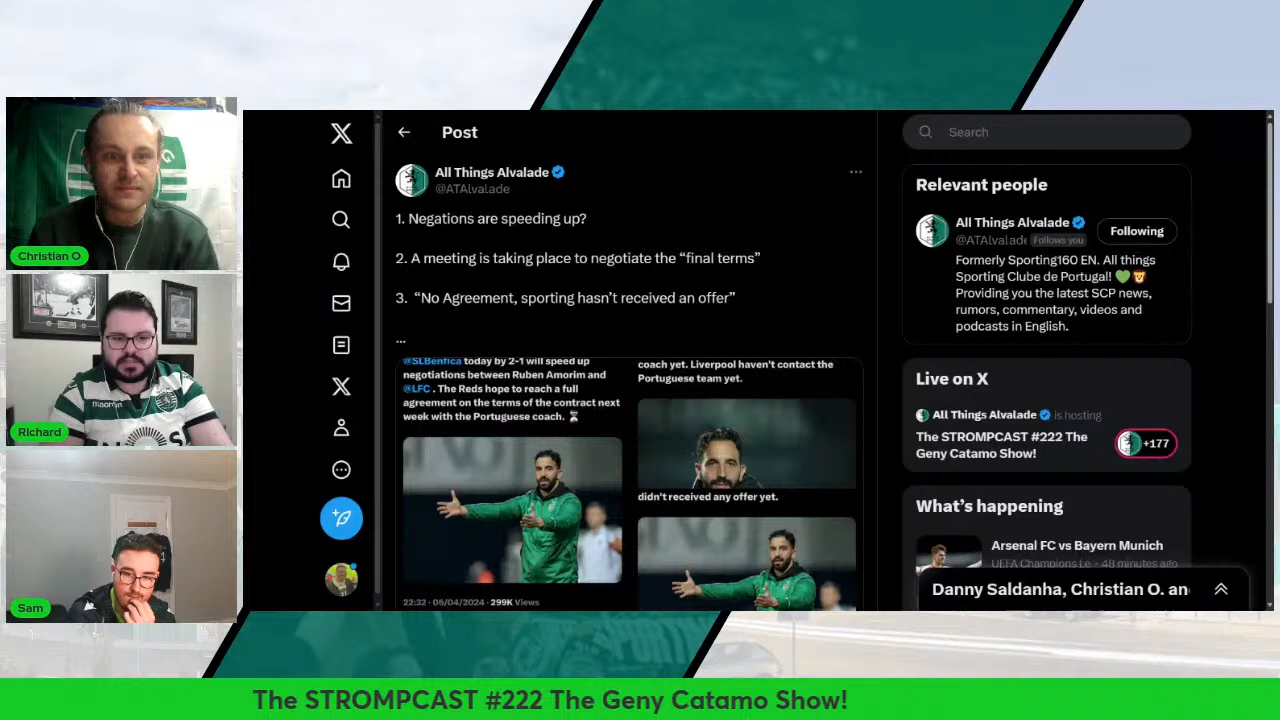 Christian O
Richard
Sam
macron
Post
All Things Alvalade
@ATAlvalade
1. Negations are speeding up?
2. A meeting is taking place to negotiate the “final terms”
3. “No Agreement, sporting hasn’t received an offer”
...
@SLBenfica today by 2-1 will speed up
negotiations between Ruben Amorim and
@LFC . The Reds hope to reach a full
agreement on the terms of the contract next
week with the Portuguese coach. ⏳
22:32 · 06/04/2024 · 299K Views
coach yet. Liverpool haven't contact the
Portuguese team yet.
didn't received any offer yet.
Search
Relevant people
All Things Alvalade
@ATAlvalade Follows you
Following
Formerly Sporting160 EN. All things
Sporting Clube de Portugal! 💚🦁
Providing you the latest SCP news,
rumors, commentary, videos and
podcasts in English.
Live on X
All Things Alvalade is hosting
The STROMPCAST #222 The
Geny Catamo Show!
+177
What’s happening
Arsenal FC vs Bayern Munich
UEFA Champions Le · 48 minutes ago
Danny Saldanha, Christian O. an
The STROMPCAST #222 The Geny Catamo Show!